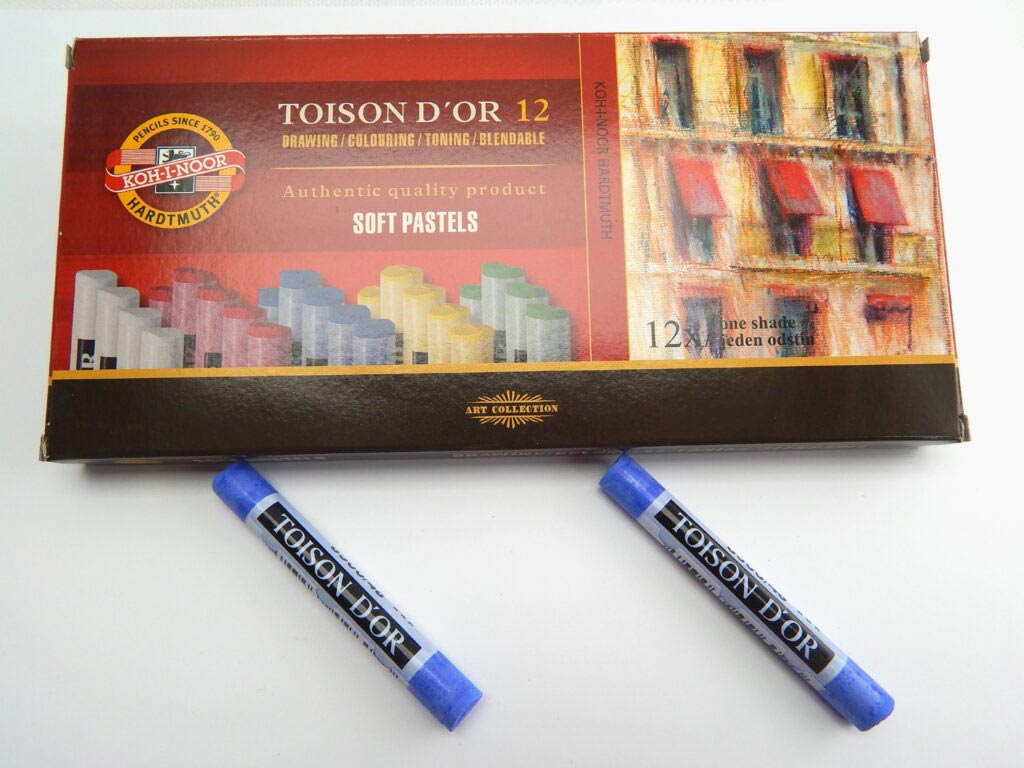 TOISON D´OR 12
DRAWING / COLOURING / TONING / BLENDABLE
Authentic quality product
SOFT PASTELS
PENCILS SINCE 1790
KOH-I-NOOR
HARDTMUTH
KOH-I-NOOR HARDTMUTH
12x
one shade
jeden odstín
ART COLLECTION
TOISON D´OR
TOISON D´OR